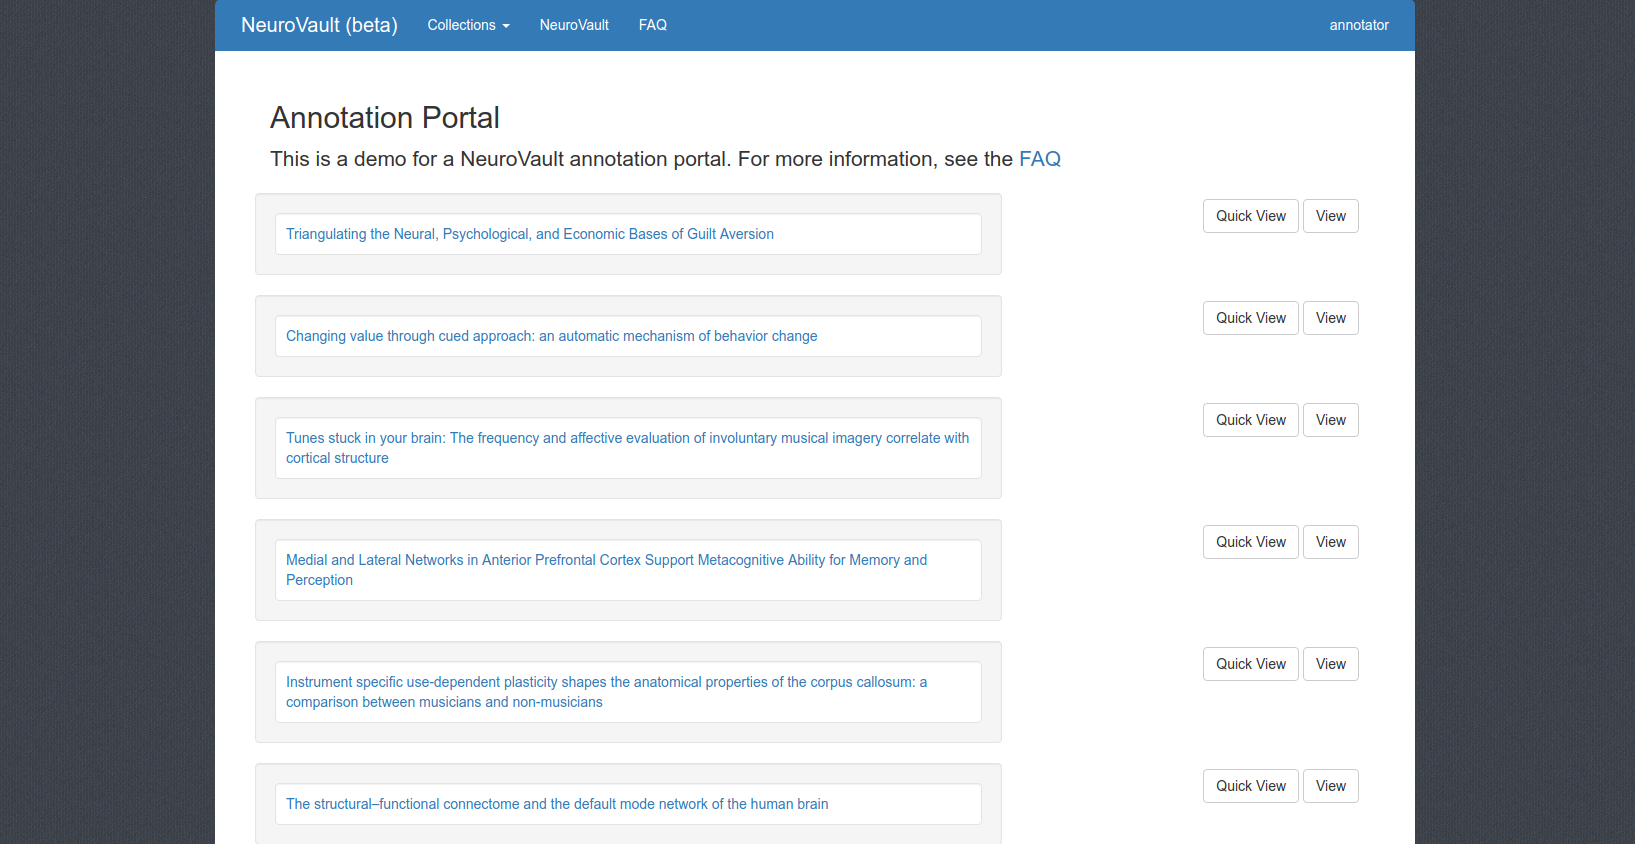 NeuroVault (beta) Collections NeuroVault FAQ annotator
Annotation Portal
This is a demo for a NeuroVault annotation portal. For more information, see the FAQ
Triangulating the Neural, Psychological, and Economic Bases of Guilt Aversion
Quick View View
Changing value through cued approach: an automatic mechanism of behavior change
Quick View View
Tunes stuck in your brain: The frequency and affective evaluation of involuntary musical imagery correlate with
cortical structure
Quick View View
Medial and Lateral Networks in Anterior Prefrontal Cortex Support Metacognitive Ability for Memory and
Perception
Quick View View
Instrument specific use-dependent plasticity shapes the anatomical properties of the corpus callosum: a
comparison between musicians and non-musicians
Quick View View
The structural–functional connectome and the default mode network of the human brain
Quick View View